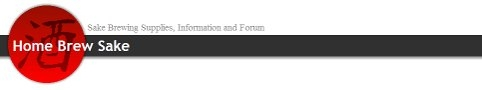 Sake Brewing Supplies, Information and Forum
酒
Home Brew Sake